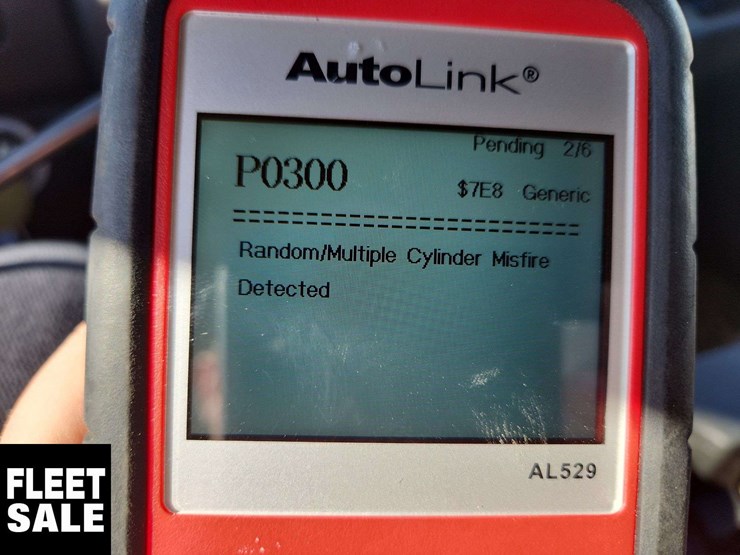 AutoLink®
Pending 2/6
P0300
$7E8 Generic
Random/Multiple Cylinder Misfire
Detected
AL529
FLEET
SALE